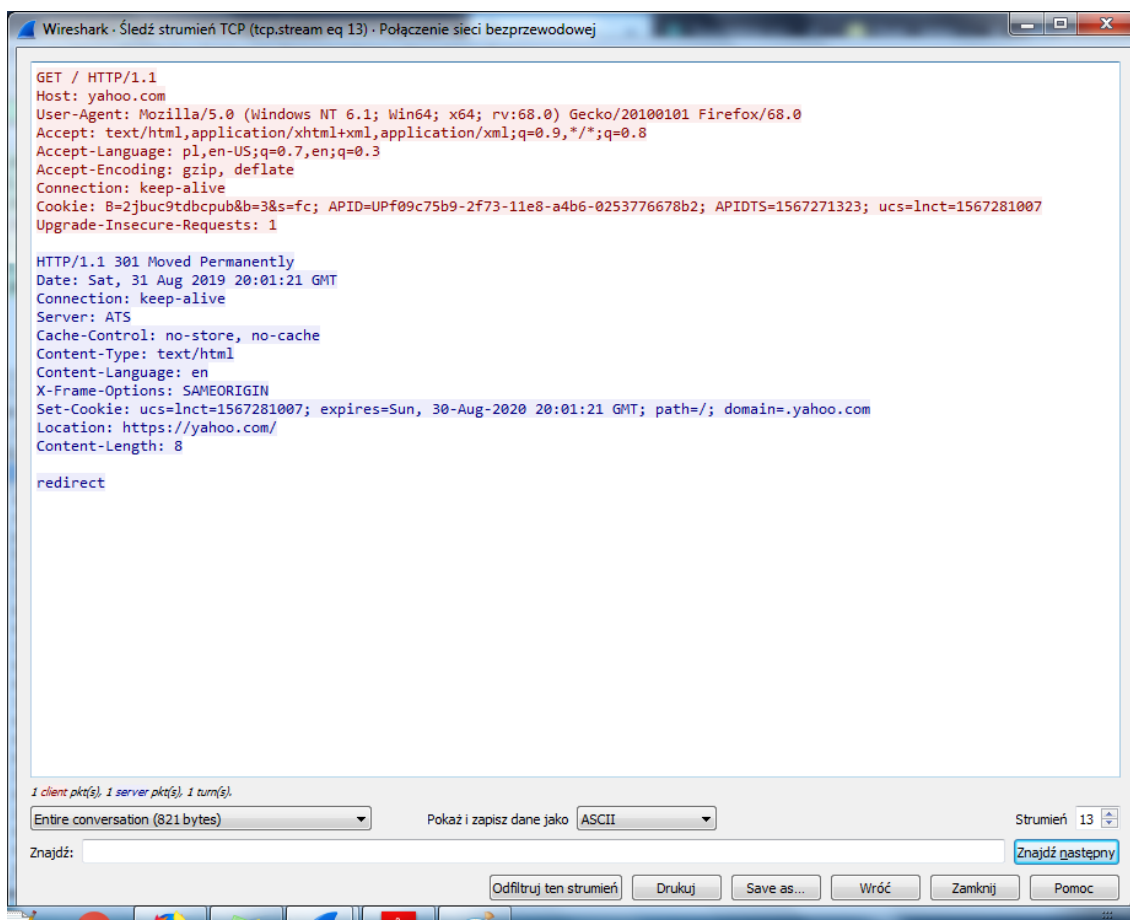 Wireshark · Śledź strumień TCP (tcp.stream eq 13) · Połączenie sieci bezprzewodowej
GET / HTTP/1.1
Host: yahoo.com
User-Agent: Mozilla/5.0 (Windows NT 6.1; Win64; x64; rv:68.0) Gecko/20100101 Firefox/68.0
Accept: text/html,application/xhtml+xml,application/xml;q=0.9,*/*;q=0.8
Accept-Language: pl,en-US;q=0.7,en;q=0.3
Accept-Encoding: gzip, deflate
Connection: keep-alive
Cookie: B=2jbuc9tdbcpub&b=3&s=fc; APID=UPf09c75b9-2f73-11e8-a4b6-0253776678b2; APIDTS=1567271323; ucs=lnct=1567281007
Upgrade-Insecure-Requests: 1
HTTP/1.1 301 Moved Permanently
Date: Sat, 31 Aug 2019 20:01:21 GMT
Connection: keep-alive
Server: ATS
Cache-Control: no-store, no-cache
Content-Type: text/html
Content-Language: en
X-Frame-Options: SAMEORIGIN
Set-Cookie: ucs=lnct=1567281007; expires=Sun, 30-Aug-2020 20:01:21 GMT; path=/; domain=.yahoo.com
Location: https://yahoo.com/
Content-Length: 8
redirect
1 client pkt(s), 1 server pkt(s), 1 turn(s).
Entire conversation (821 bytes) Pokaż i zapisz dane jako ASCII Strumień 13
Znajdź: Znajdź następny
Odfiltruj ten strumień Drukuj Save as... Wróć Zamknij Pomoc